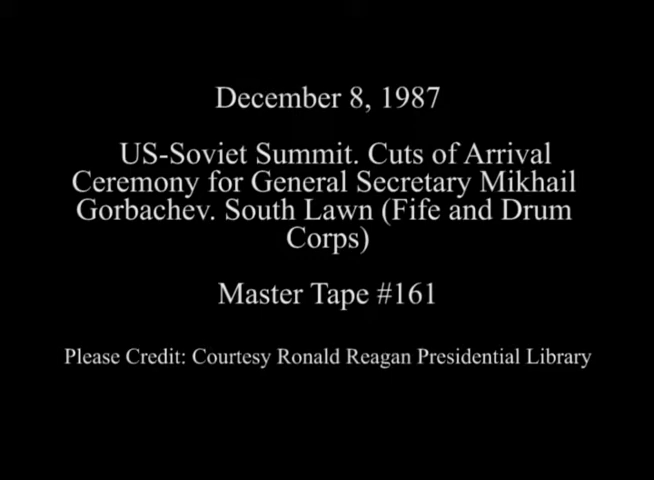 December 8, 1987
US-Soviet Summit. Cuts of Arrival
Ceremony for General Secretary Mikhail
Gorbachev. South Lawn (Fife and Drum
Corps)
Master Tape #161
Please Credit: Courtesy Ronald Reagan Presidential Library